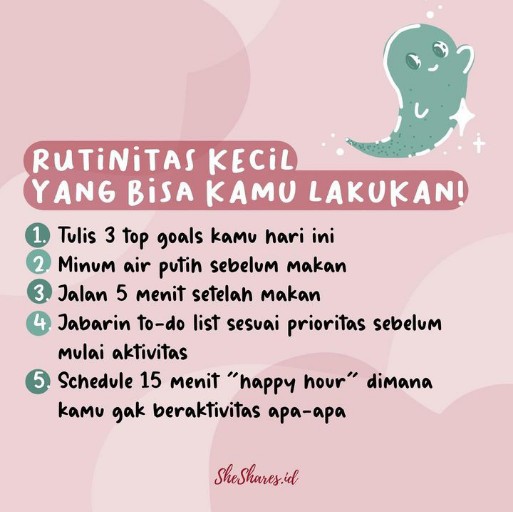 RUTINITAS KECIL
YANG BISA KAMU LAKUKAN!
1. Tulis 3 top goals kamu hari ini
2. Minum air putih sebelum makan
3. Jalan 5 menit setelah makan
4. Jabarin to-do list sesuai prioritas sebelum
mulai aktivitas
5. Schedule 15 menit "happy hour" dimana
kamu gak beraktivitas apa-apa
SheShares.id